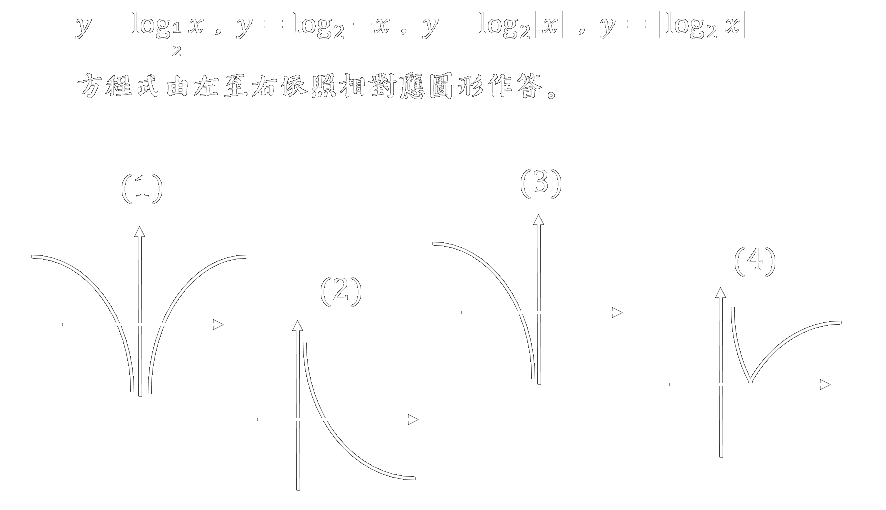 y = log_{1/2} x , y = log_2 - x , y = log_2|x| , y = |log_2 x|
方程式由左至右依照相對應圖形作答。
(1)
(3)
(2)
(4)